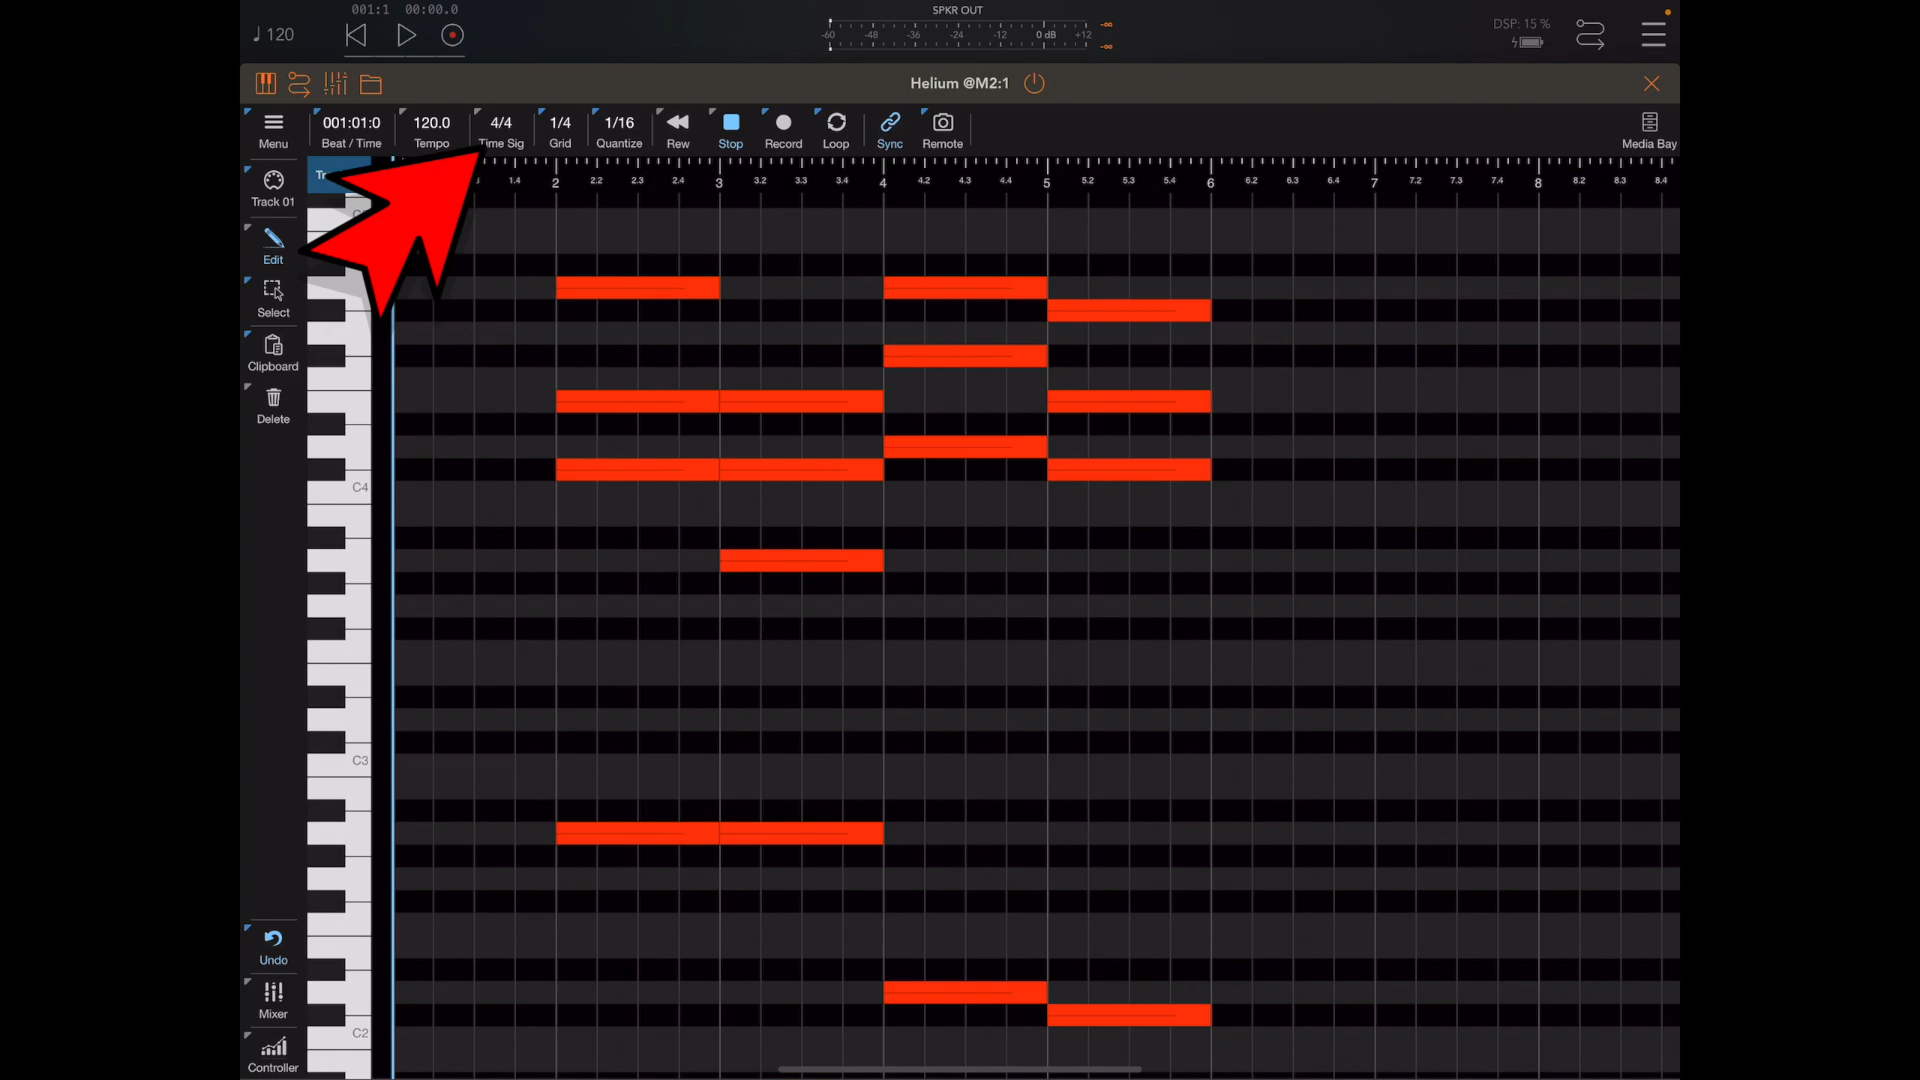 001:1 00:00.0
SPKR OUT
♩120
-60 -48 -36 -24 -12 0 dB +12
-∞
-∞
DSP: 15 %
Helium @M2:1
001:01:0 120.0 4/4 1/4 1/16
Menu Beat / Time Tempo Time Sig Grid Quantize Rew Stop Record Loop Sync Remote Media Bay
1.4 2 2.2 2.3 2.4 3 3.2 3.3 3.4 4 4.2 4.3 4.4 5 5.2 5.3 5.4 6 6.2 6.3 6.4 7 7.2 7.3 7.4 8 8.2 8.3 8.4
Track 01
Edit
Select
Clipboard
Delete
C4
C3
Undo
Mixer
C2
Controller